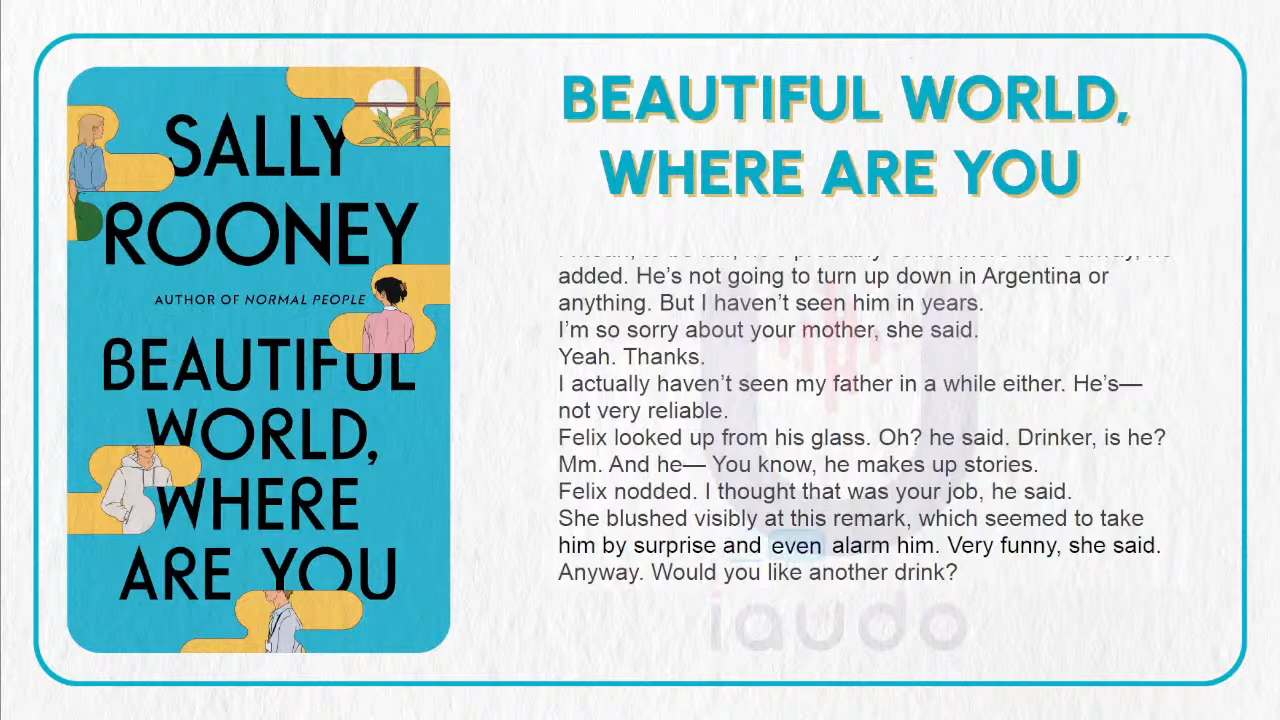 SALLY
ROONEY
AUTHOR OF NORMAL PEOPLE
BEAUTIFUL
WORLD,
WHERE
ARE YOU
BEAUTIFUL WORLD,
WHERE ARE YOU
added. He’s not going to turn up down in Argentina or
anything. But I haven’t seen him in years.
I’m so sorry about your mother, she said.
Yeah. Thanks.
I actually haven’t seen my father in a while either. He’s—
not very reliable.
Felix looked up from his glass. Oh? he said. Drinker, is he?
Mm. And he— You know, he makes up stories.
Felix nodded. I thought that was your job, he said.
She blushed visibly at this remark, which seemed to take
him by surprise and even alarm him. Very funny, she said.
Anyway. Would you like another drink?
iaudo